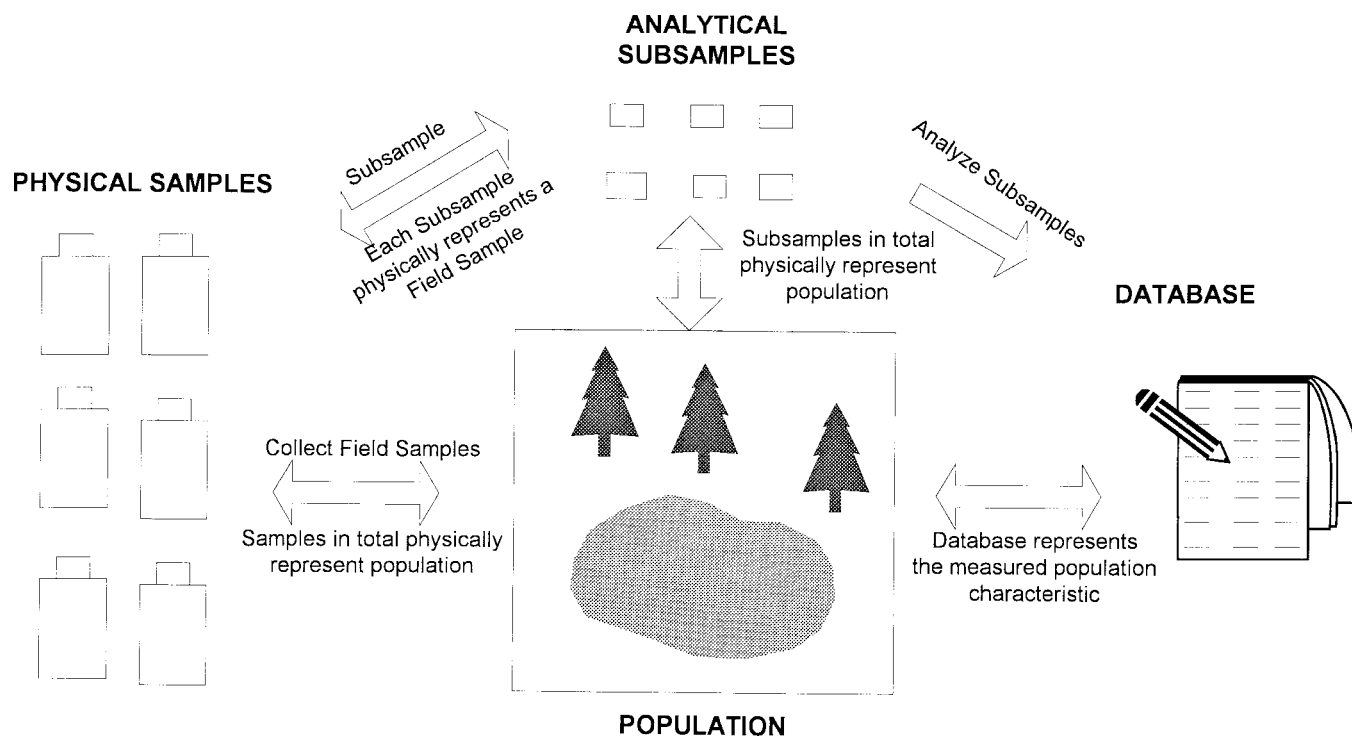 ANALYTICAL
SUBSAMPLES
PHYSICAL SAMPLES
Subsample
Each Subsample
physically represents a
Field Sample
Analyze Subsamples
Subsamples in total
physically represent
population
DATABASE
Collect Field Samples
Samples in total physically
represent population
Database represents
the measured population
characteristic
POPULATION